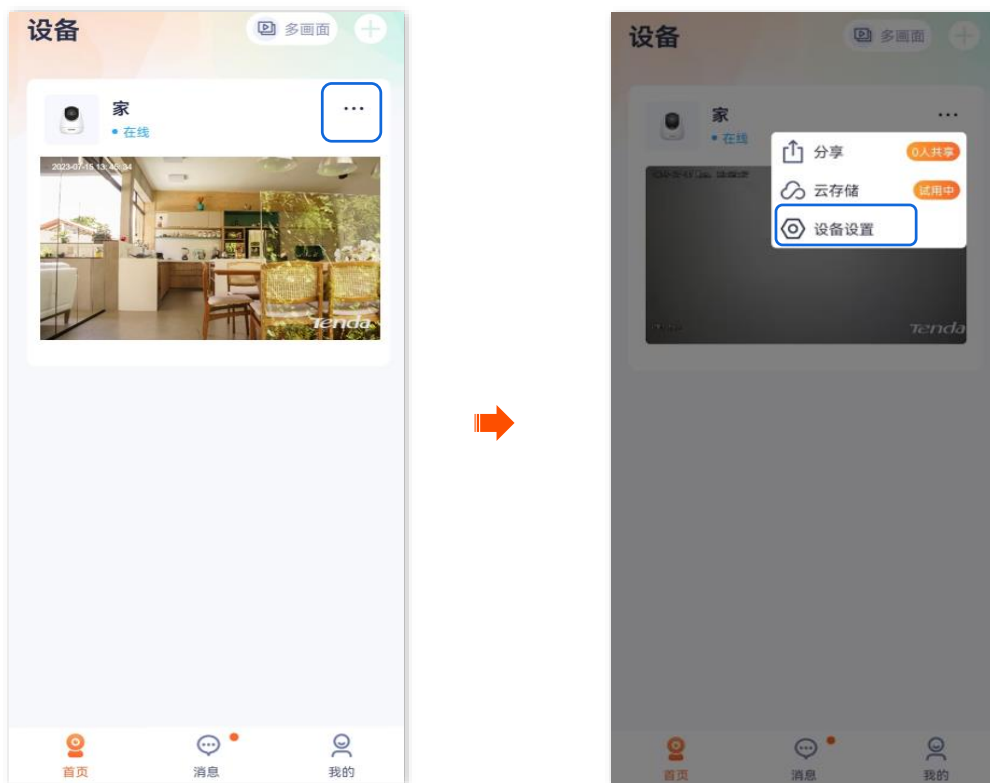 设备
多画面
家
...
在线
2023-07-15 13:45:34
Tenda
首页
消息
我的
设备
多画面
家
...
在线
分享
0人共享
云存储
试用中
设备设置
Tenda
首页
消息
我的